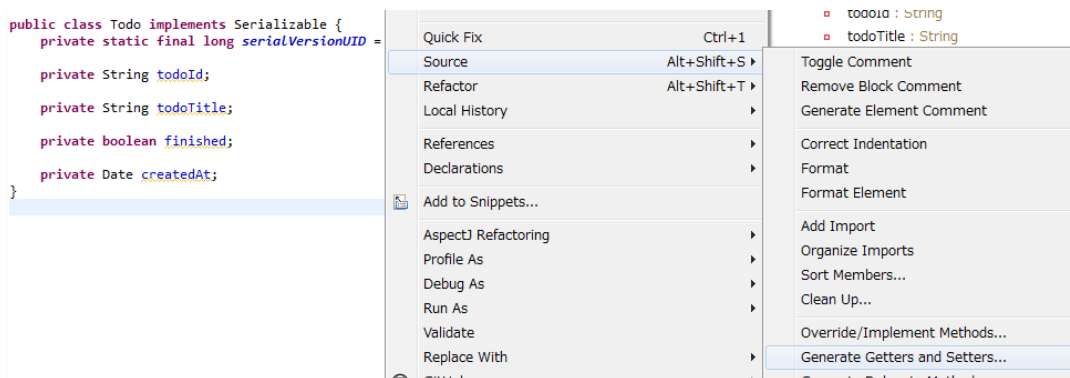 public class Todo implements Serializable {
private static final long serialVersionUID =
private String todoId;
private String todoTitle;
private boolean finished;
private Date createdAt;
}
Quick Fix Ctrl+1
Source Alt+Shift+S
Refactor Alt+Shift+T
Local History
References
Declarations
Add to Snippets...
AspectJ Refactoring
Profile As
Debug As
Run As
Validate
Replace With
todoId : String
todoTitle : String
Toggle Comment
Remove Block Comment
Generate Element Comment
Correct Indentation
Format
Format Element
Add Import
Organize Imports
Sort Members...
Clean Up...
Override/Implement Methods...
Generate Getters and Setters...